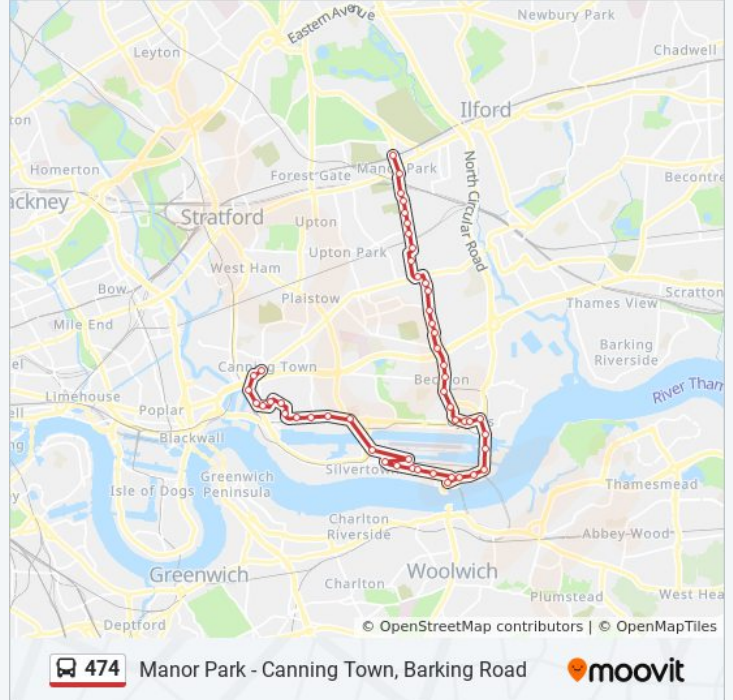 Eastern Avenue
Newbury Park
Leyton
Chadwell
Ilford
Homerton
Forest Gate
Manor Park
North Circular Road
Becontre
ackney
Stratford
Upton
Upton Park
West Ham
Bow
Plaistow
Scratton
Thames View
Mile End
Barking
Riverside
Canning Town
River Tham
Limehouse
Poplar
Blackwall
Silvertow
Greenwich
Peninsula
Isle of Dogs
Thamesmead
Charlton
Riverside
Abbey-Wood
Greenwich
Woolwich
Charlton
Plumstead
West Hea
Deptford
© OpenStreetMap contributors | © OpenMapTiles
474 Manor Park - Canning Town, Barking Road
moovit